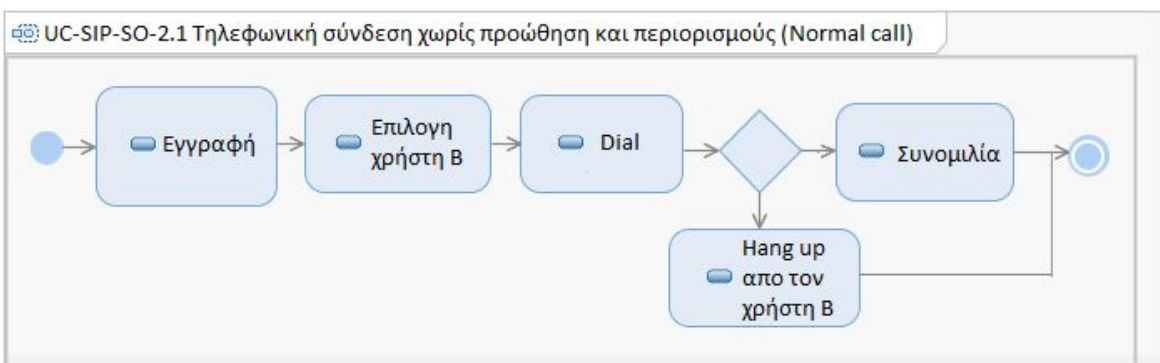 UC-SIP-SO-2.1 Τηλεφωνική σύνδεση χωρίς προώθηση και περιορισμούς (Normal call)
Εγγραφή
Επιλογη
χρήστη Β
Dial
Συνομιλία
Hang up
απο τον
χρήστη Β